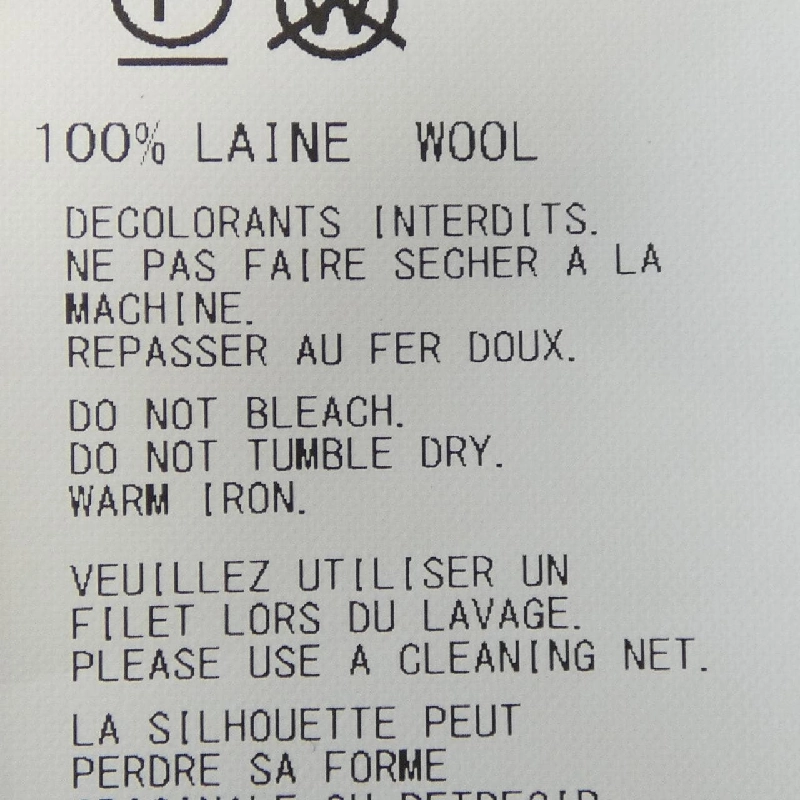 W
100% LAINE WOOL
DECOLORANTS INTERDITS.
NE PAS FAIRE SECHER A LA
MACHINE.
REPASSER AU FER DOUX.
DO NOT BLEACH.
DO NOT TUMBLE DRY.
WARM IRON.
VEUILLEZ UTILISER UN
FILET LORS DU LAVAGE.
PLEASE USE A CLEANING NET.
LA SILHOUETTE PEUT
PERDRE SA FORME